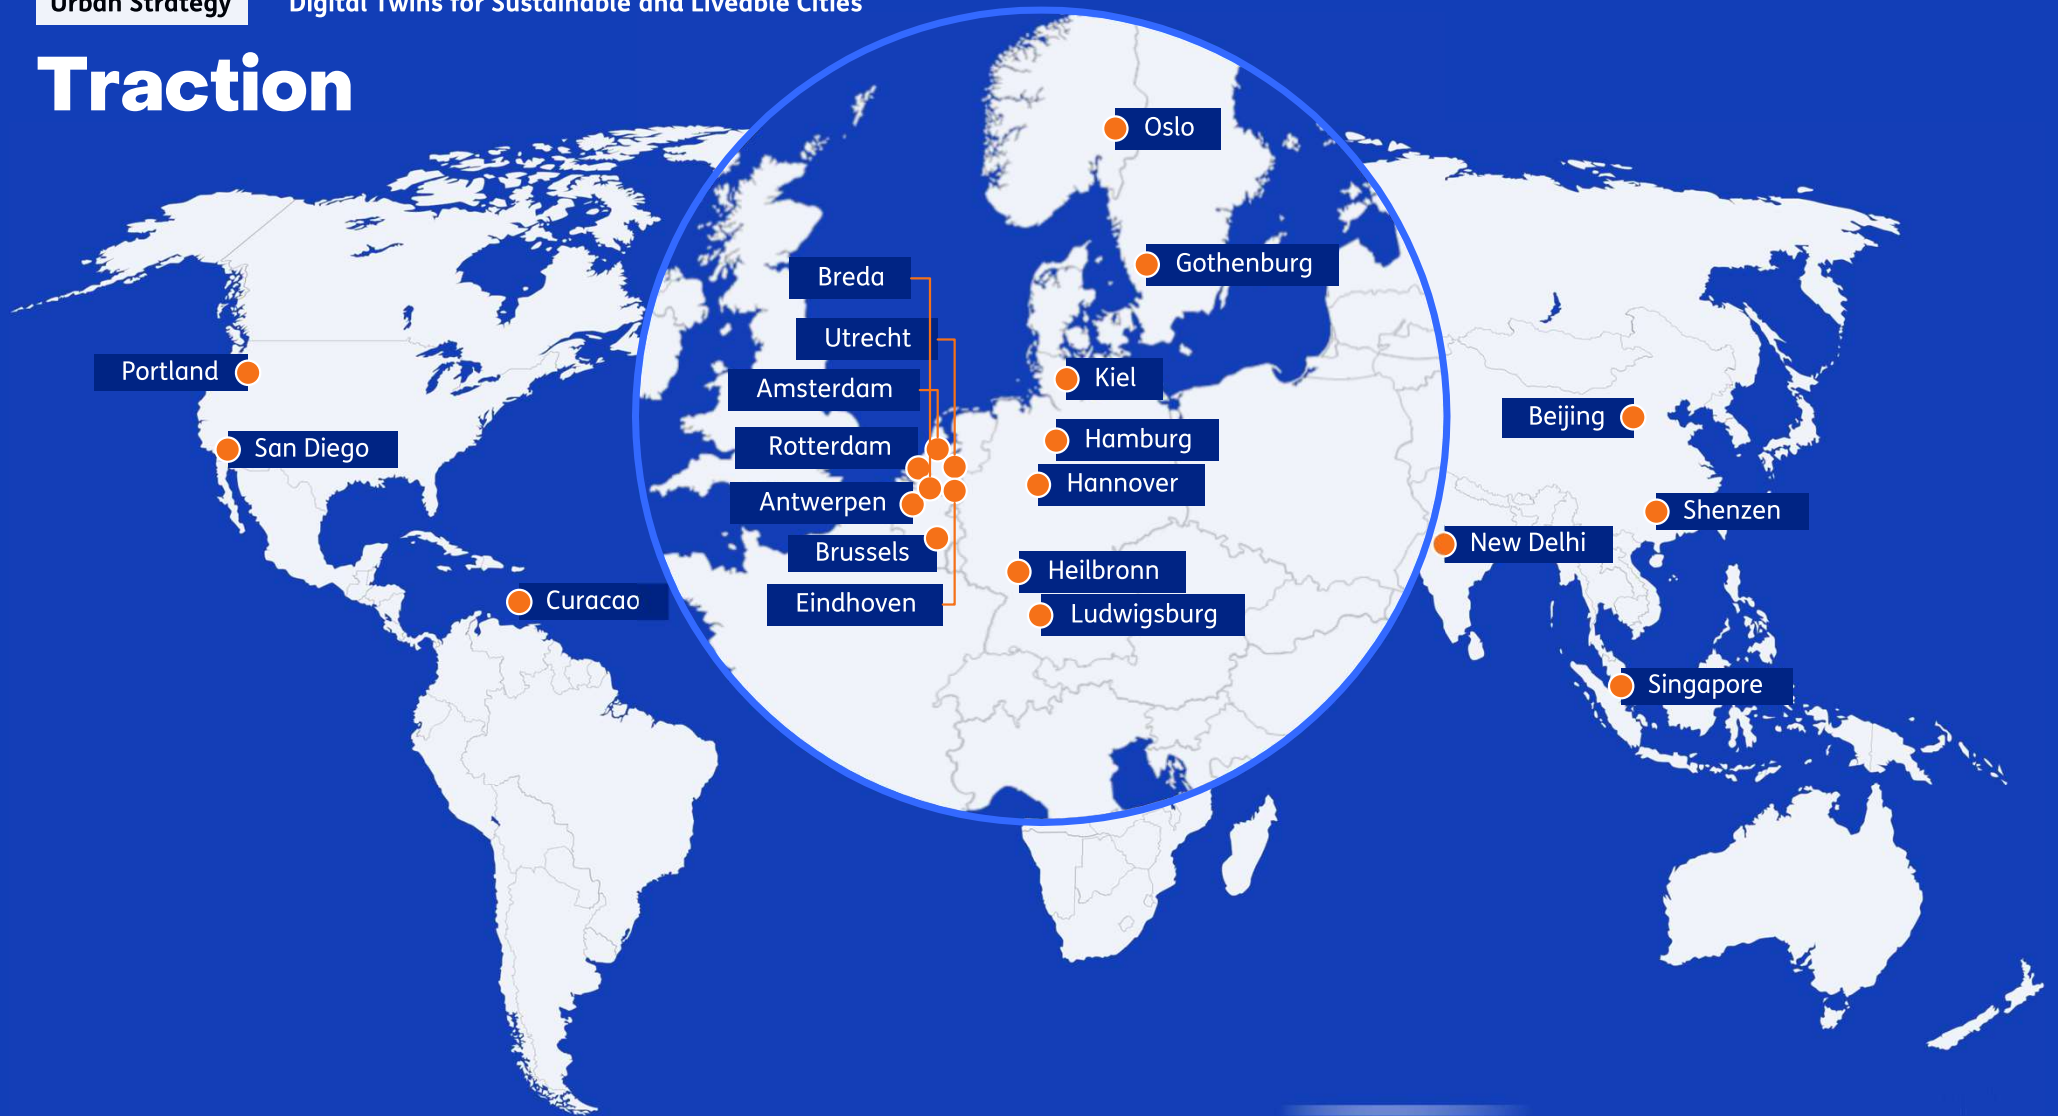 Urban Strategy
Digital Twins for Sustainable and Liveable Cities
Traction
Oslo
Gothenburg
Breda
Utrecht
Amsterdam
Rotterdam
Antwerpen
Brussels
Eindhoven
Kiel
Hamburg
Hannover
Heilbronn
Ludwigsburg
Portland
San Diego
Curacao
Beijing
Shenzen
New Delhi
Singapore